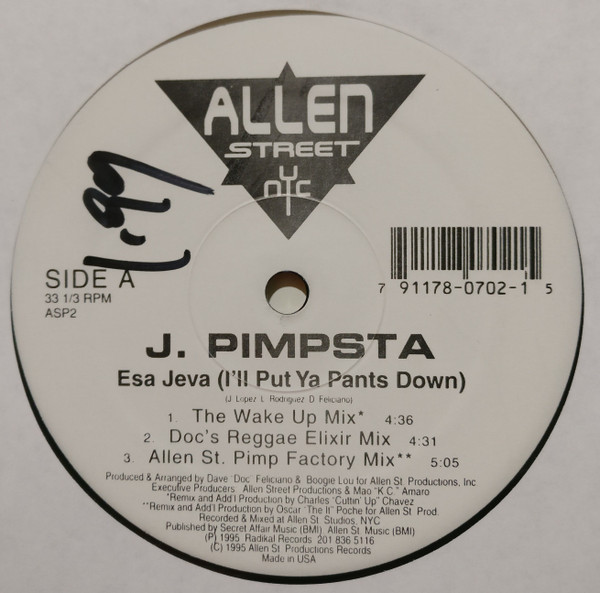 ALLEN
STREET
NYC
1.99
SIDE A
33 1/3 RPM
ASP2
7 91178-0702-1 5
J. PIMPSTA
Esa Jeva (I'll Put Ya Pants Down)
(J. Lopez L. Rodriguez D. Feliciano)
1. The Wake Up Mix* 4:36
2. Doc's Reggae Elixir Mix 4:31
3. Allen St. Pimp Factory Mix** 5:05
Produced & Arranged by Dave "Doc" Feliciano & Boogie Lou for Allen St. Productions, Inc
Executive Producers: Allen Street Productions & Mao "K.C." Amaro
*Remix and Add'l Production by Charles "Cuttin' Up" Chavez
**Remix and Add'l Production by Oscar "The It" Poche for Allen St. Prod.
Recorded & Mixed at Allen St. Studios, NYC
Published by Secret Affair Music (BMI) Allen St. Music (BMI)
(P) 1995 Radikal Records 201 836 5116
(C) 1995 Allen St. Productions Records
Made in USA